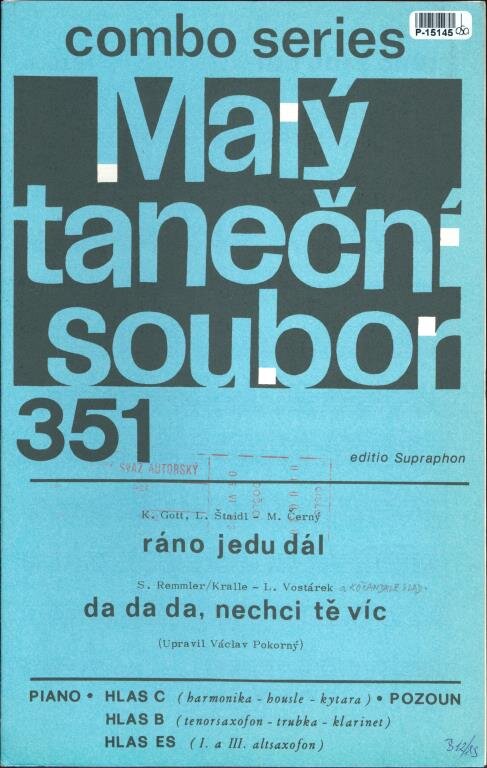 combo series
P-15145
Malý
taneční
soubor
351
editio Supraphon
SVAZ AUTORSKÝ
K. Gott, L. Štaidl - M. Černý
ráno jedu dál
S. Remmler/Kralle - L. Vostárek
da da da, nechci tě víc
(Upravil Václav Pokorný)
PIANO • HLAS C (harmonika - housle - kytara) • POZOUN
HLAS B (tenorsaxofon - trubka - klarinet)
HLAS ES (I. a III. altsaxofon)